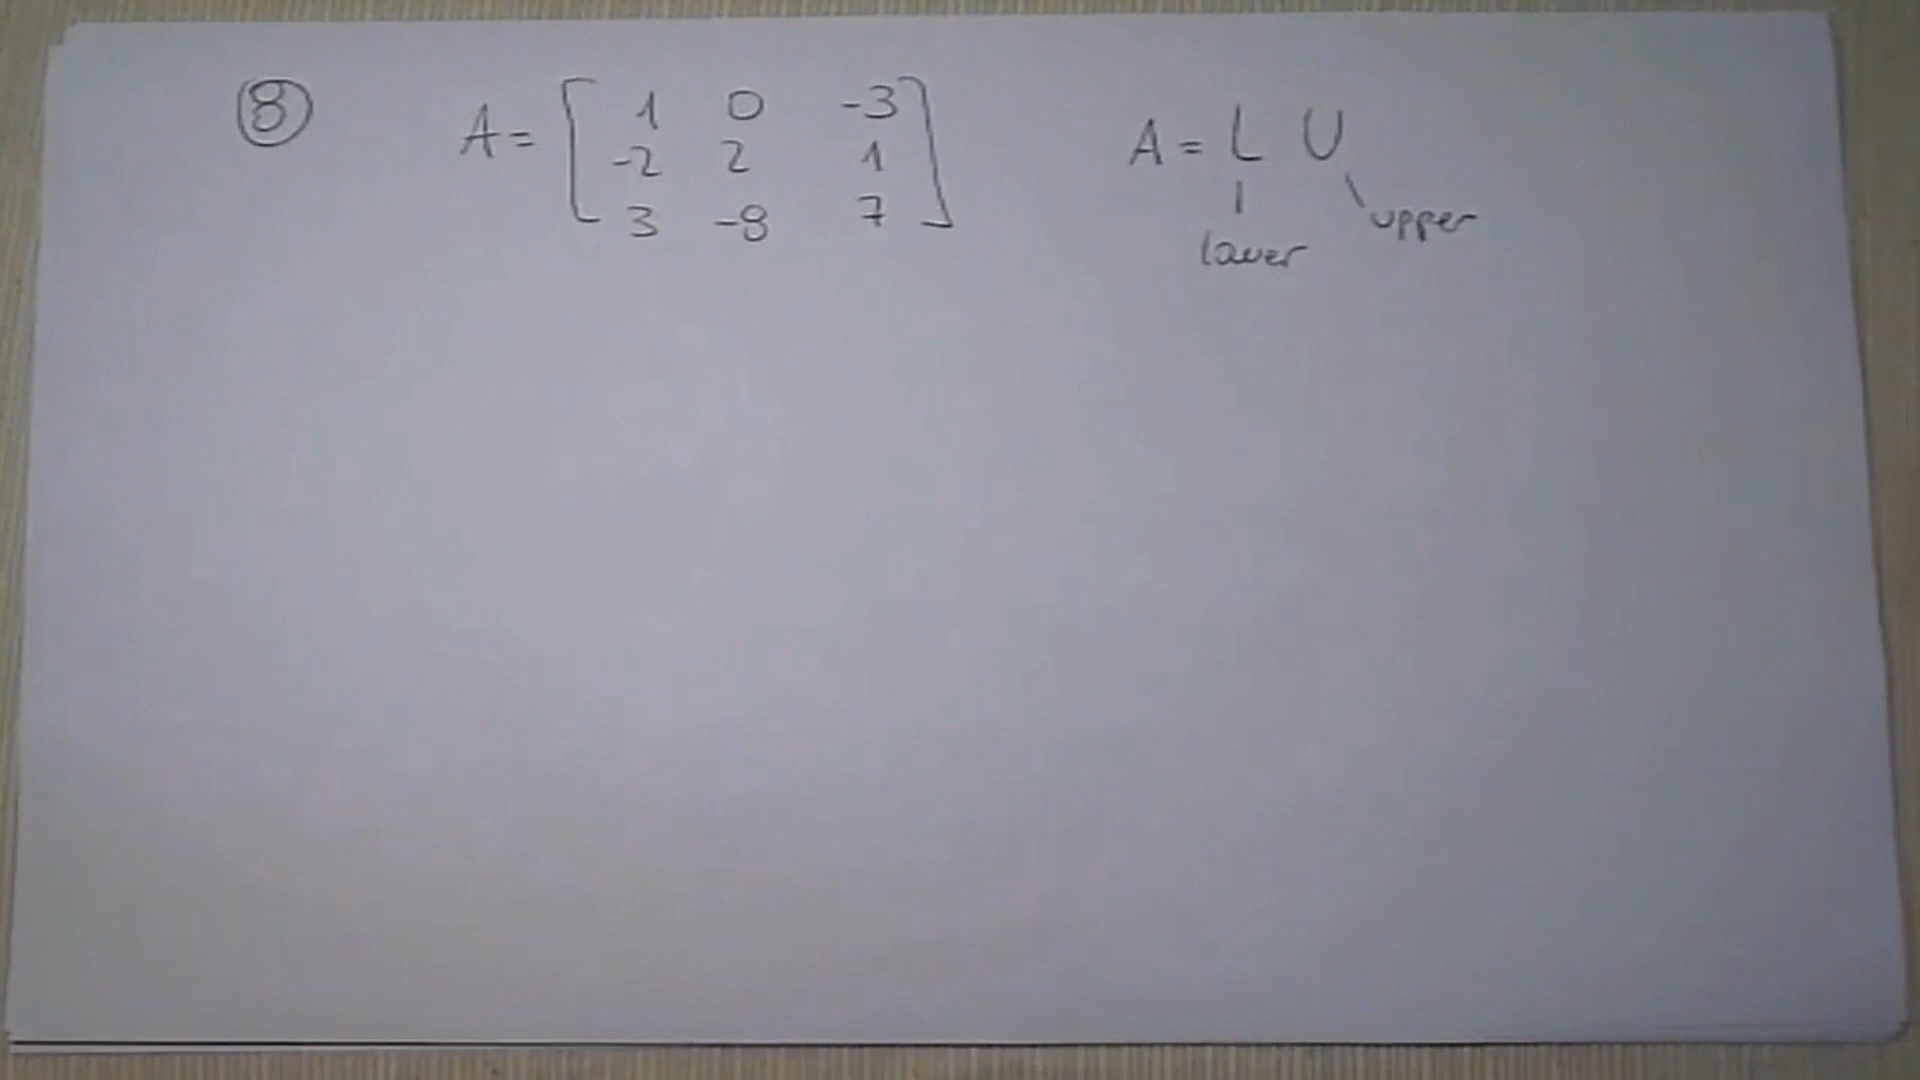 ⑧ A = [ 1 0 -3
-2 2 1
3 -8 7 ]
A = L U
lower
upper